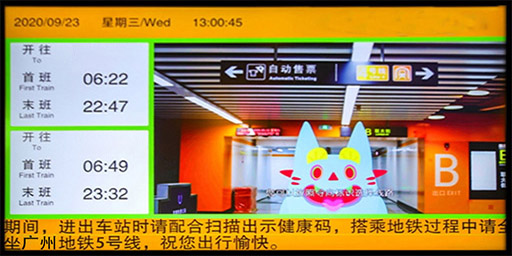 2020/09/23 星期三/Wed 13:00:45
开往
To
首班 06:22
First Train
末班 22:47
Last Train
开往
To
首班 06:49
First Train
末班 23:32
Last Train
自动售票
Automatic Ticketing
B
出口 EXIT
期间，进出车站时请配合扫描出示健康码，搭乘地铁过程中请全
坐广州地铁5号线，祝您出行愉快。